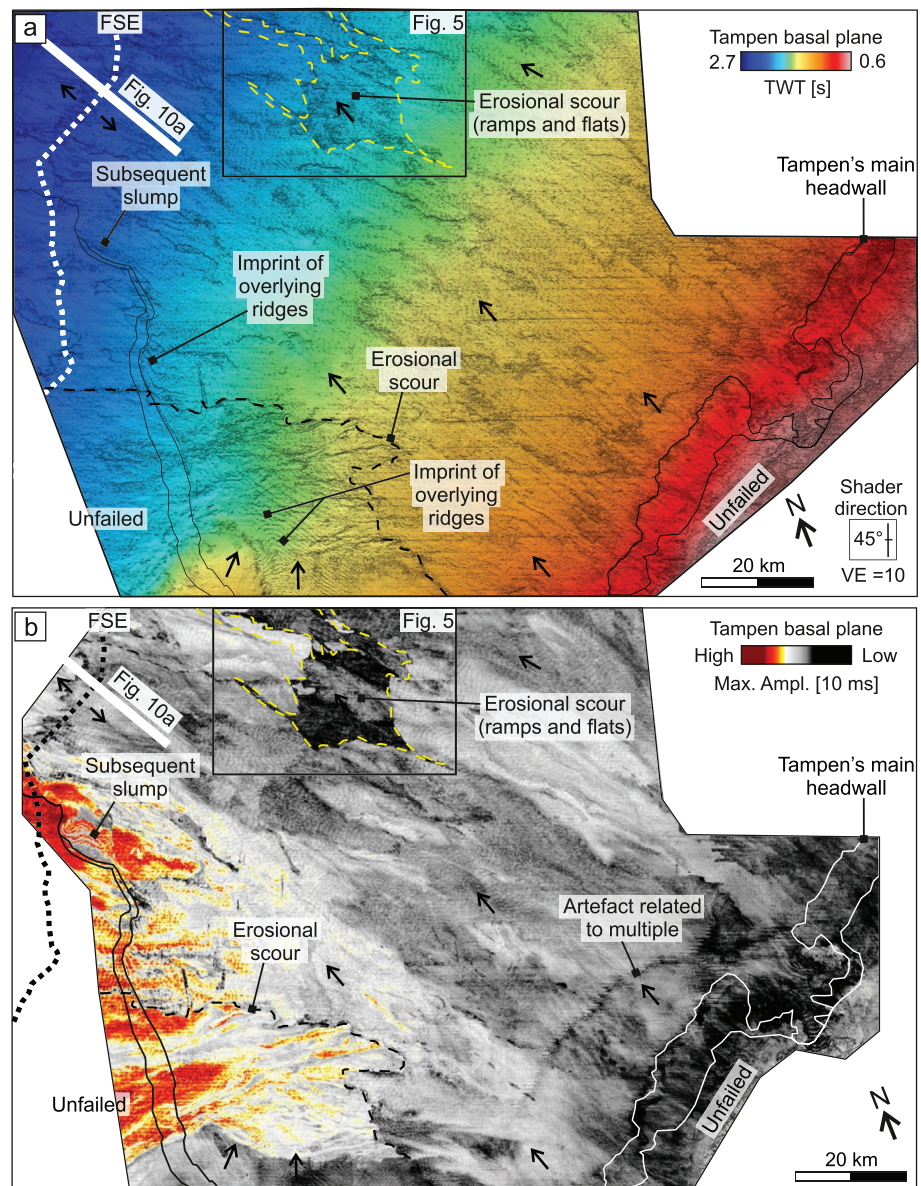 a
FSE
Fig. 5
Tampen basal plane
2.7
0.6
TWT [s]
Fig. 10a
Erosional scour
(ramps and flats)
Tampen's main
headwall
Subsequent
slump
Imprint of
overlying
ridges
Erosional
scour
Imprint of
overlying
ridges
Unfailed
Unfailed
N
Shader
direction
45°
20 km
VE =10
b
FSE
Fig. 5
Tampen basal plane
High
Low
Max. Ampl. [10 ms]
Fig. 10a
Erosional scour
(ramps and flats)
Subsequent
slump
Tampen's main
headwall
Artefact related
to multiple
Erosional
scour
Unfailed
Unfailed
N
20 km